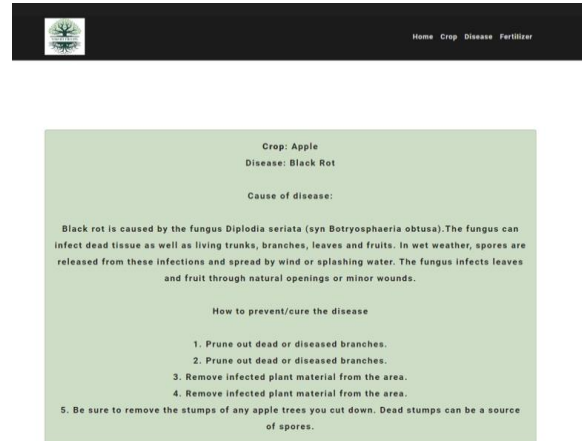 Home Crop Disease Fertilizer
Crop: Apple
Disease: Black Rot
Cause of disease:
Black rot is caused by the fungus Diplodia seriata (syn Botryosphaeria obtusa).The fungus can
infect dead tissue as well as living trunks, branches, leaves and fruits. In wet weather, spores are
released from these infections and spread by wind or splashing water. The fungus infects leaves
and fruit through natural openings or minor wounds.
How to prevent/cure the disease
1. Prune out dead or diseased branches.
2. Prune out dead or diseased branches.
3. Remove infected plant material from the area.
4. Remove infected plant material from the area.
5. Be sure to remove the stumps of any apple trees you cut down. Dead stumps can be a source
of spores.